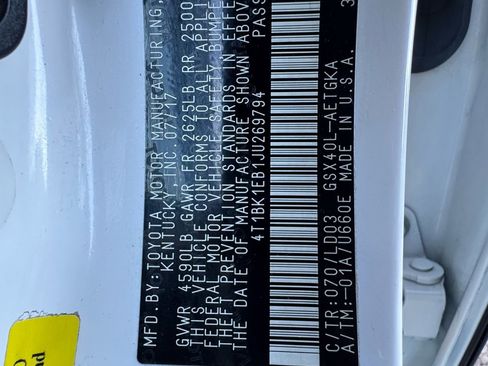 MFD.BY:TOYOTA MOTOR MANUFACTURING,
KENTUCKY, INC. 07/17
GVWR 4590LB GAWR FR 2625LB RR 2500
THIS VEHICLE CONFORMS TO ALL APPLI
FEDERAL MOTOR VEHICLE SAFETY BUMPE
THEFT PREVENTION STANDARDS IN EFFE
THE DATE OF MANUFACTURE SHOWN ABOV
4T1BK1EB1JU269794 PASS
C/TR:070/LD03 GSX40L-AETGKA
A/TM:-01A/U660E MADE IN U.S.A. 3